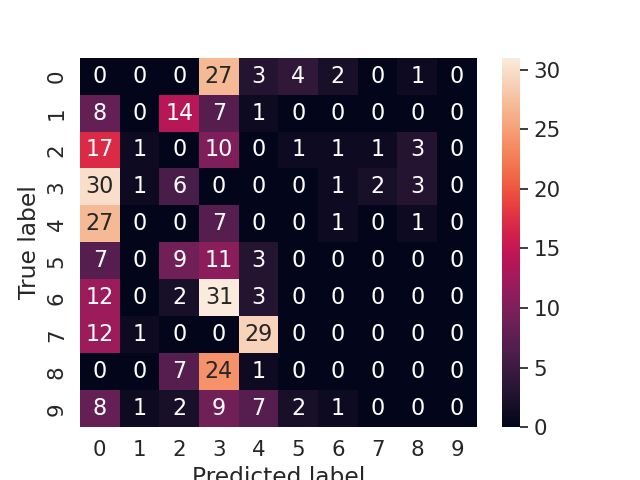 0 0 0 0 27 3 4 2 0 1 0
1 8 0 14 7 1 0 0 0 0 0
2 17 1 0 10 0 1 1 1 3 0
3 30 1 6 0 0 0 1 2 3 0
4 27 0 0 7 0 0 1 0 1 0
5 7 0 9 11 3 0 0 0 0 0
6 12 0 2 31 3 0 0 0 0 0
7 12 1 0 0 29 0 0 0 0 0
8 0 0 7 24 1 0 0 0 0 0
9 8 1 2 9 7 2 1 0 0 0
0 1 2 3 4 5 6 7 8 9
Predicted label
True label
30
25
20
15
10
5
0